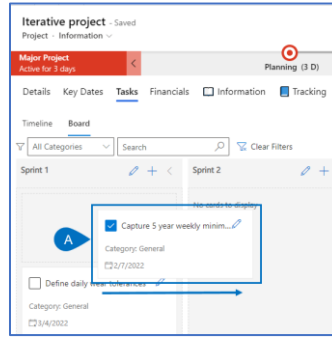 Iterative project - Saved
Project · Information
Major Project
Active for 3 days
Planning (3 D)
Details Key Dates Tasks Financials Information Tracking
Timeline Board
All Categories Search Clear Filters
Sprint 1 Sprint 2
No cards to display
A
Capture 5 year weekly minim...
Category: General
2/7/2022
Define daily wear tolerances
Category: General
3/4/2022